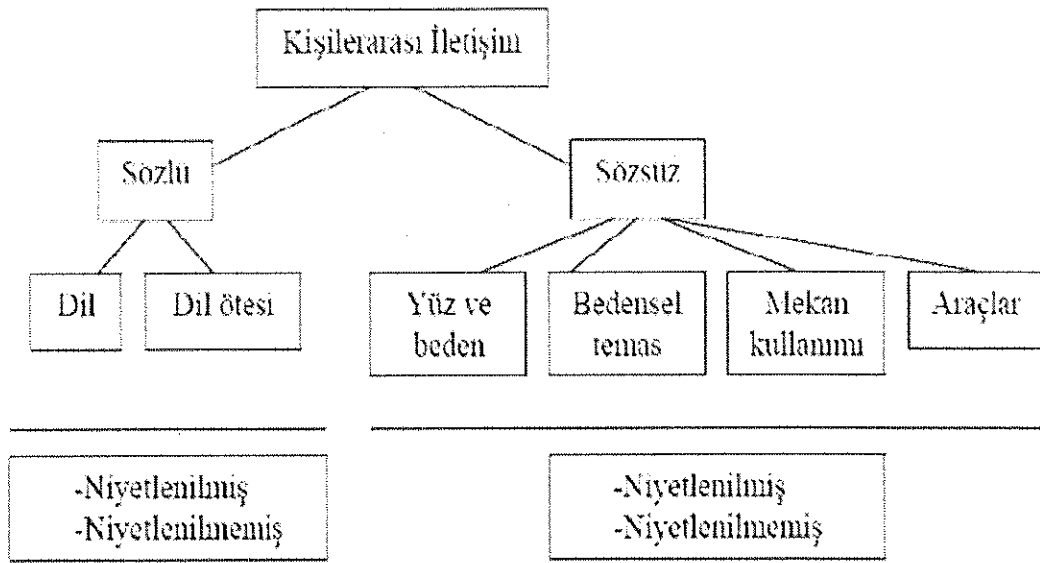 Kişilerarası İletişim
Sözlü
Sözsüz
Dil
Dil ötesi
Yüz ve
beden
Bedensel
temas
Mekan
kullanımı
Araçlar
-Niyetlenilmiş
-Niyetlenilmemiş
-Niyetlenilmiş
-Niyetlenilmemiş